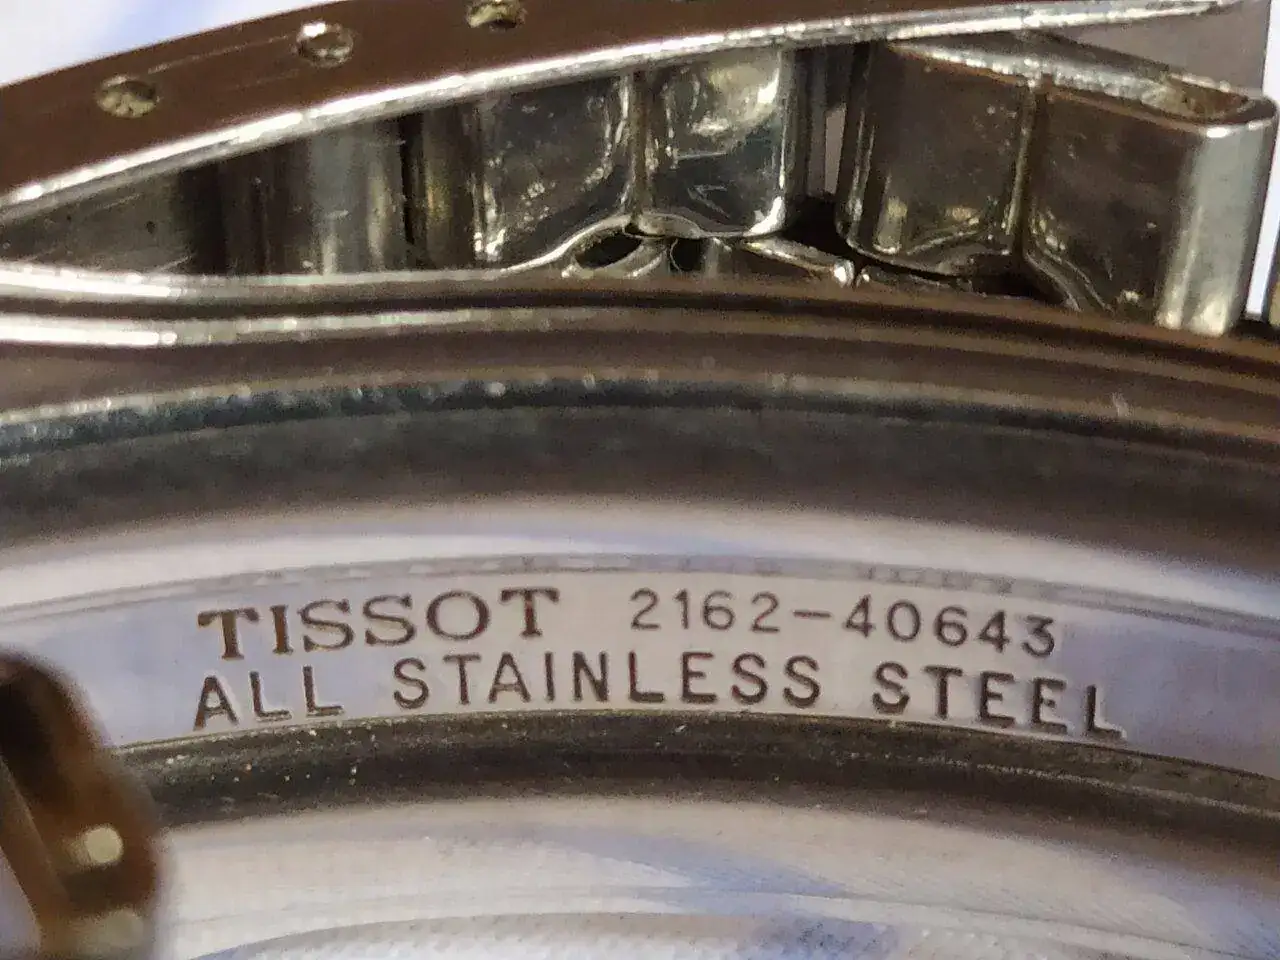 TISSOT 2162-40643
ALL STAINLESS STEEL